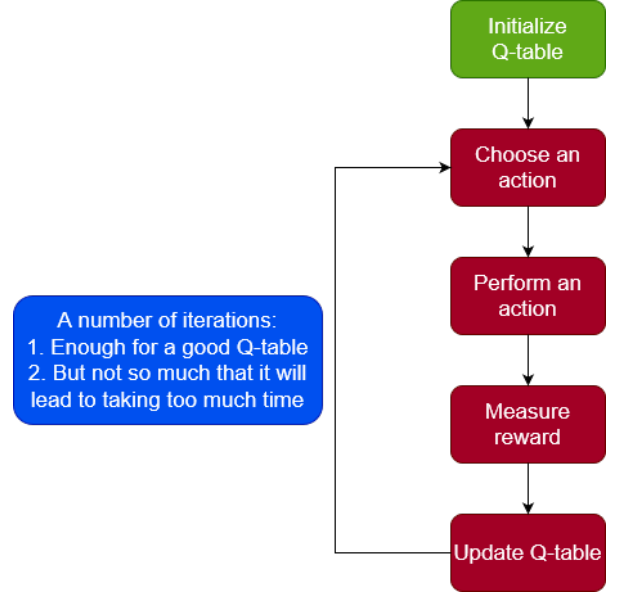 Initialize
Q-table
Choose an
action
Perform an
action
A number of iterations:
1. Enough for a good Q-table
2. But not so much that it will
lead to taking too much time
Measure
reward
Update Q-table